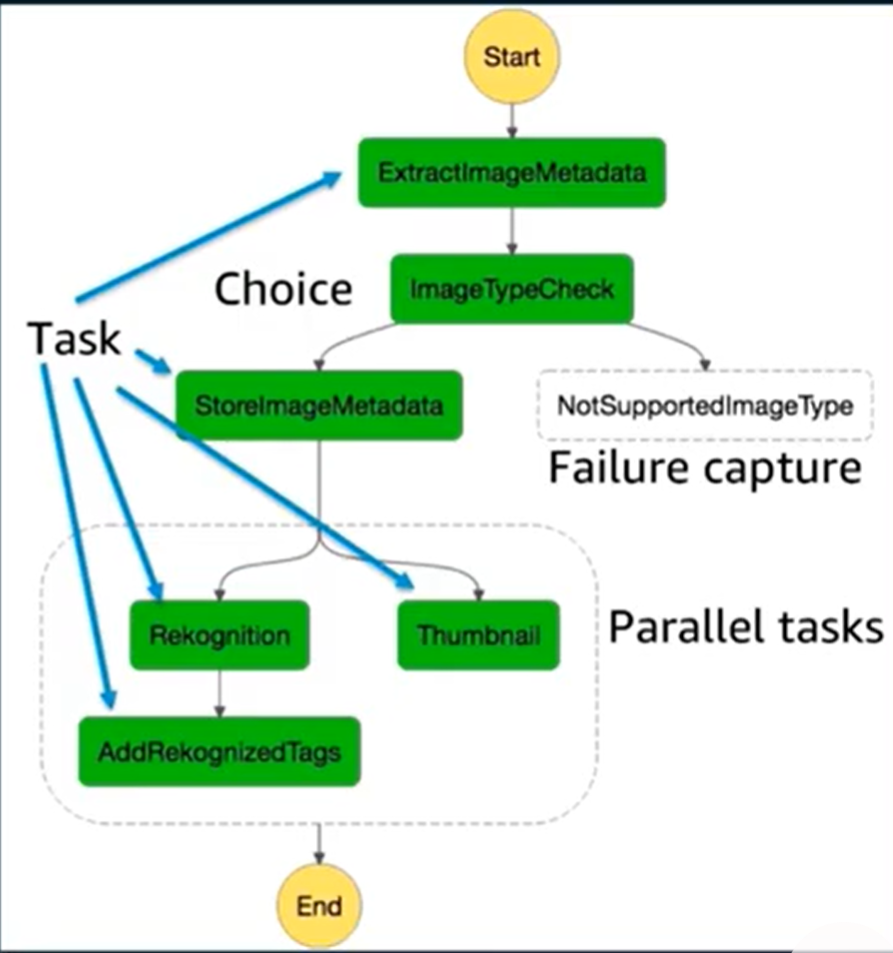 Start
ExtractImageMetadata
Choice
ImageTypeCheck
Task
StoreImageMetadata
NotSupportedImageType
Failure capture
Rekognition
Thumbnail
Parallel tasks
AddRekognizedTags
End